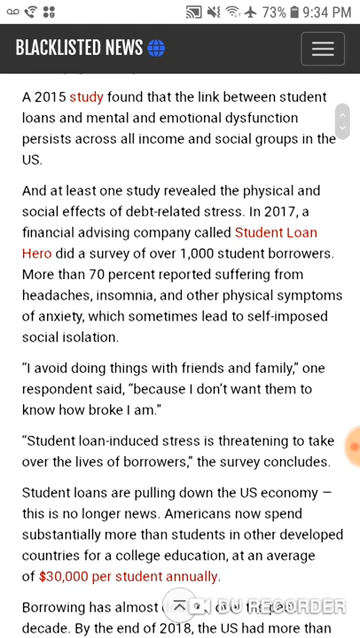 73% 9:34 PM
BLACKLISTED NEWS
A 2015 study found that the link between student
loans and mental and emotional dysfunction
persists across all income and social groups in the
US.
And at least one study revealed the physical and
social effects of debt-related stress. In 2017, a
financial advising company called Student Loan
Hero did a survey of over 1,000 student borrowers.
More than 70 percent reported suffering from
headaches, insomnia, and other physical symptoms
of anxiety, which sometimes lead to self-imposed
social isolation.
“I avoid doing things with friends and family,” one
respondent said, “because I don’t want them to
know how broke I am.”
“Student loan-induced stress is threatening to take
over the lives of borrowers,” the survey concludes.
Student loans are pulling down the US economy —
this is no longer news. Americans now spend
substantially more than students in other developed
countries for a college education, at an average
of $30,000 per student annually.
Borrowing has almost over the past
decade. By the end of 2018, the US had more than
RECORDER